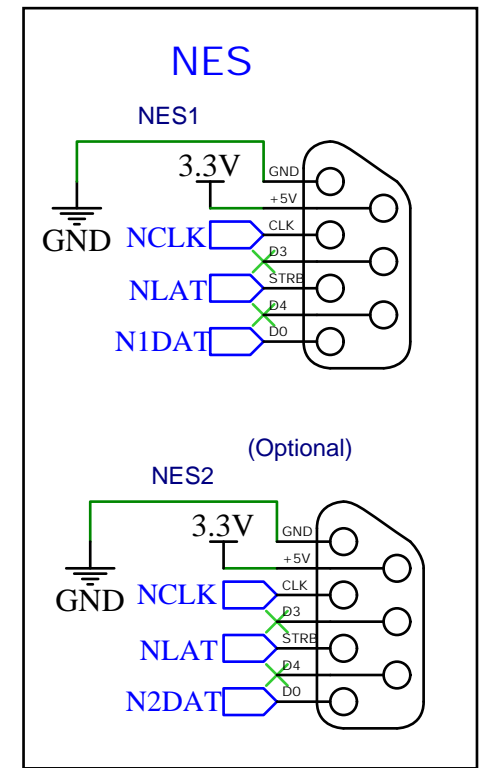 NES
NES1
3.3V
GND
+5V
GND
NCLK
CLK
D3
NLAT
STRB
D4
N1DAT
D0
(Optional)
NES2
3.3V
GND
+5V
GND
NCLK
CLK
D3
NLAT
STRB
D4
N2DAT
D0